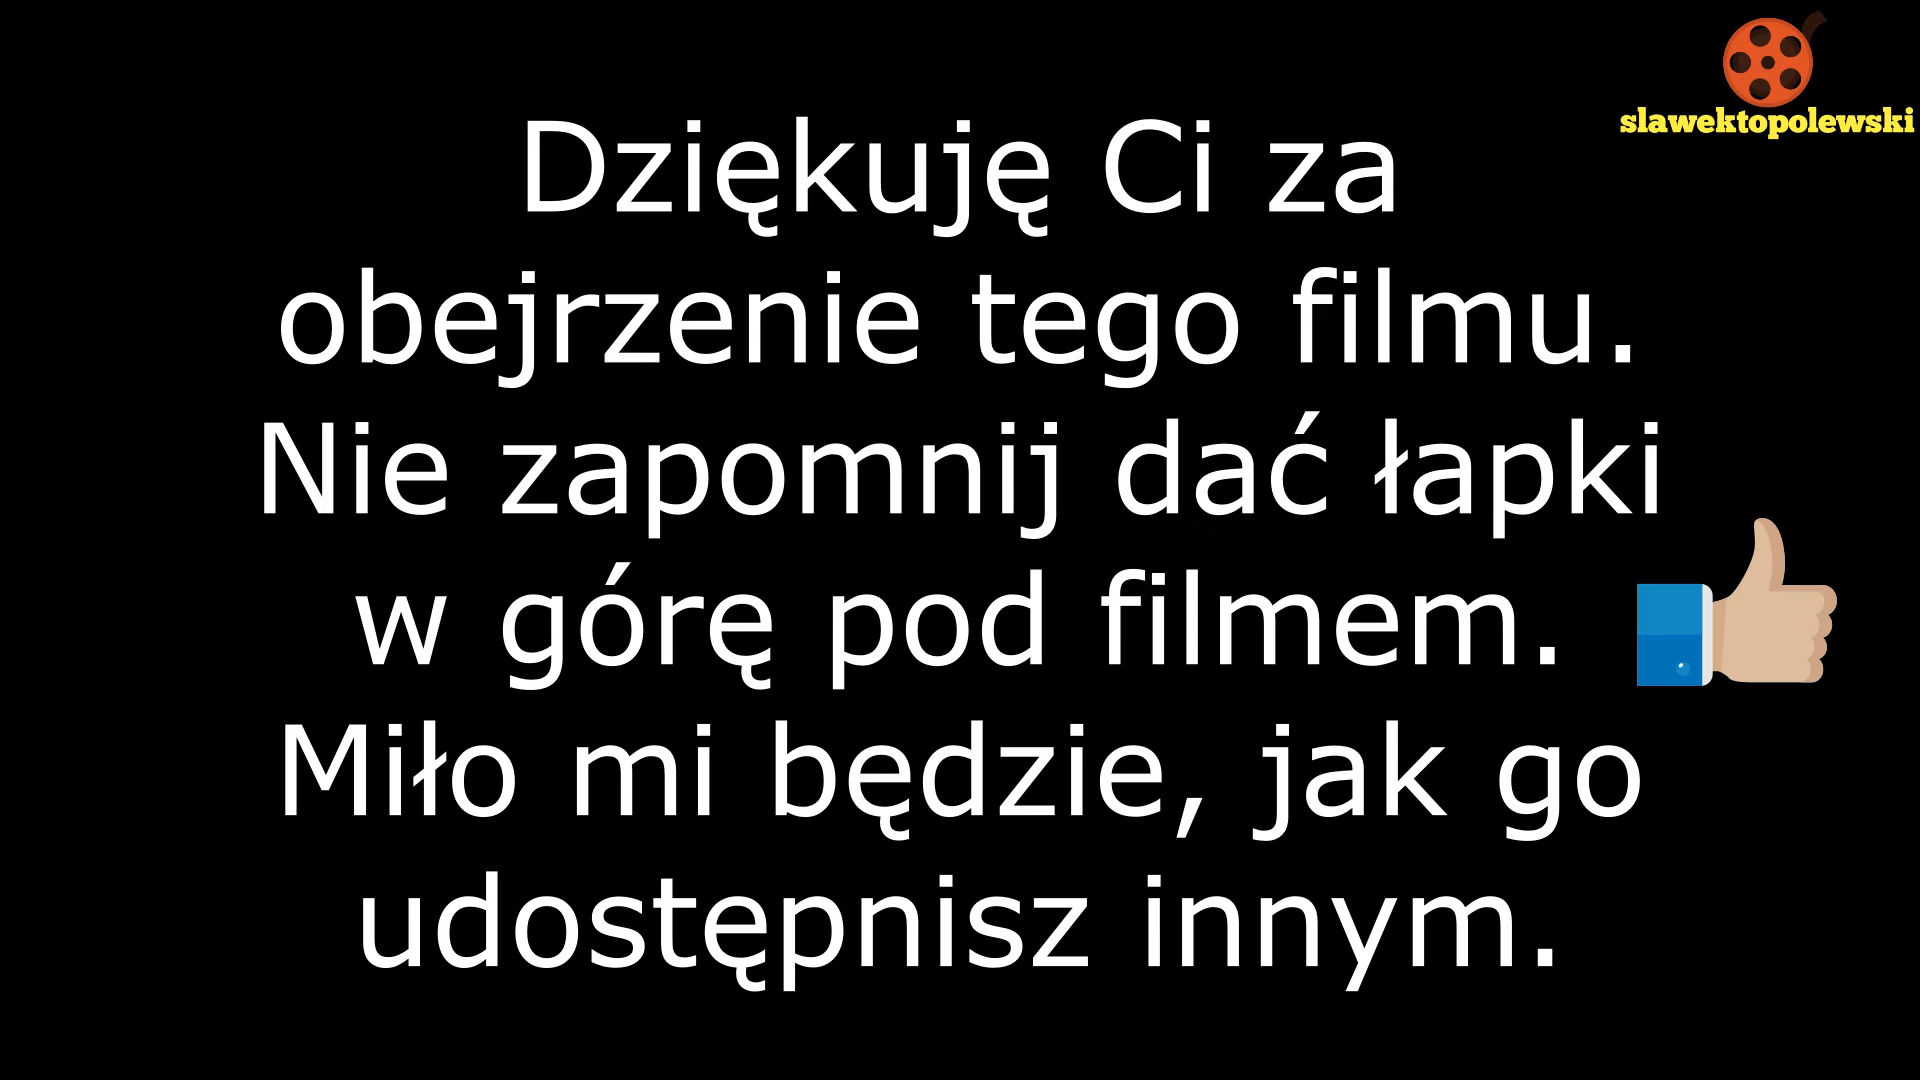 slawektopolewski
Dziękuję Ci za
obejrzenie tego filmu.
Nie zapomnij dać łapki
w górę pod filmem.
Miło mi będzie, jak go
udostępnisz innym.